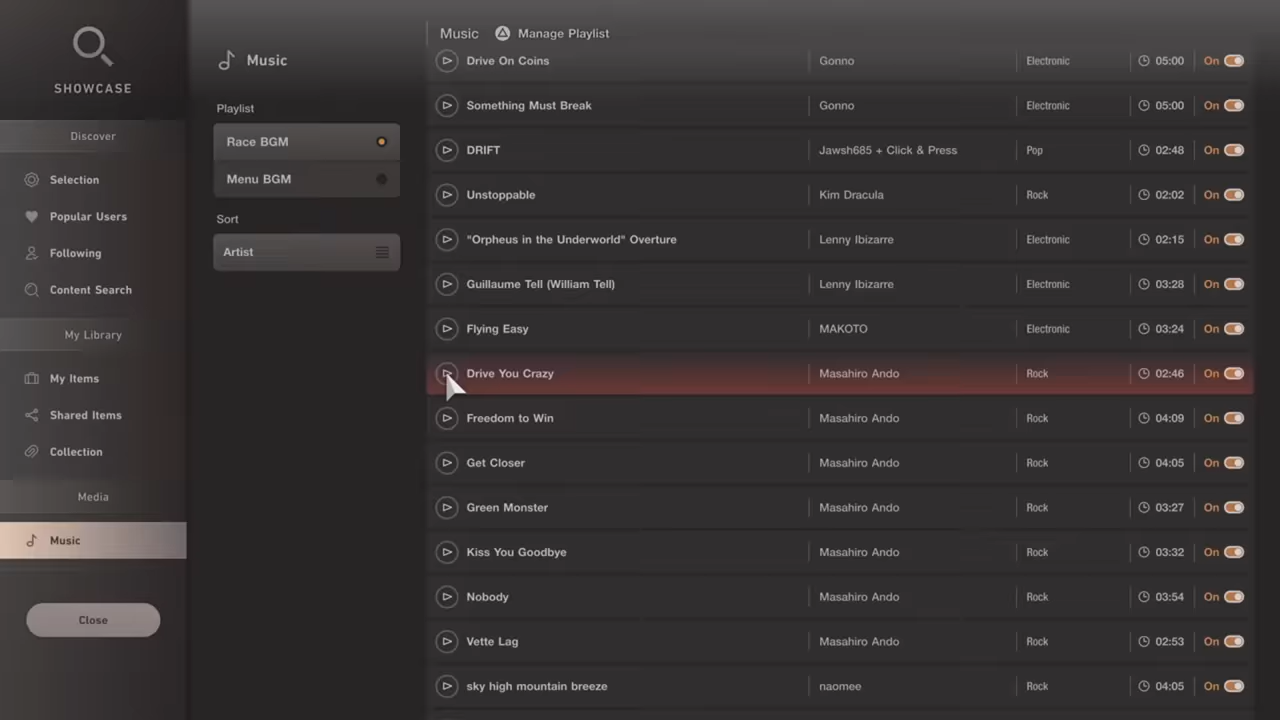 SHOWCASE
Discover
Selection
Popular Users
Following
Content Search
My Library
My Items
Shared Items
Collection
Media
Music
Close
Music
Playlist
Race BGM
Menu BGM
Sort
Artist
Music Manage Playlist
Drive On Coins Gonno Electronic 05:00 On
Something Must Break Gonno Electronic 05:00 On
DRIFT Jawsh685 + Click & Press Pop 02:48 On
Unstoppable Kim Dracula Rock 02:02 On
"Orpheus in the Underworld" Overture Lenny Ibizarre Electronic 02:15 On
Guillaume Tell (William Tell) Lenny Ibizarre Electronic 03:28 On
Flying Easy MAKOTO Electronic 03:24 On
Drive You Crazy Masahiro Ando Rock 02:46 On
Freedom to Win Masahiro Ando Rock 04:09 On
Get Closer Masahiro Ando Rock 04:05 On
Green Monster Masahiro Ando Rock 03:27 On
Kiss You Goodbye Masahiro Ando Rock 03:32 On
Nobody Masahiro Ando Rock 03:54 On
Vette Lag Masahiro Ando Rock 02:53 On
sky high mountain breeze naomee Rock 04:05 On